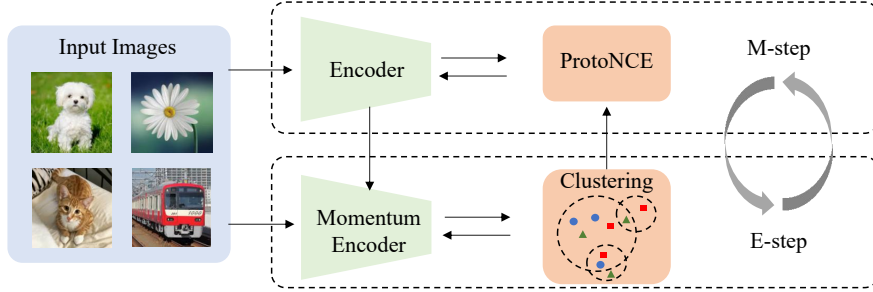 Input Images
Encoder
ProtoNCE
M-step
Momentum
Encoder
Clustering
E-step